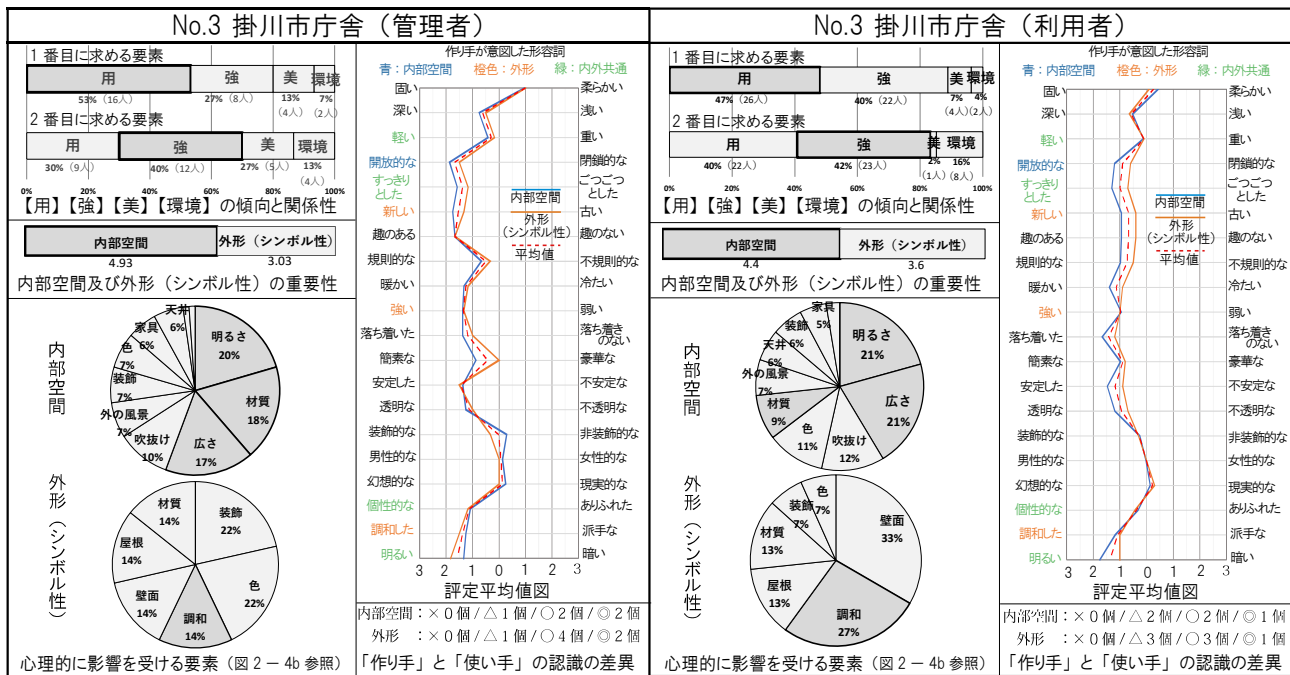 No.3 掛川市庁舎（管理者）
1番目に求める要素
用
強
美
環境
53%（16人）
27%（8人）
13%
（4人）
7%
（2人）
2番目に求める要素
用
強
美
環境
30%（9人）
40%（12人）
27%（5人）
13%
（4人）
0% 20% 40% 60% 80% 100%
【用】【強】【美】【環境】の傾向と関係性
内部空間
外形（シンボル性）
4.93
3.03
内部空間及び外形（シンボル性）の重要性
内部空間
明るさ
20%
材質
18%
広さ
17%
吹抜け
10%
外の風景
7%
装飾
7%
色
7%
家具
6%
天井
6%
外形（シンボル性）
装飾
22%
色
22%
調和
14%
壁面
14%
屋根
14%
材質
14%
心理的に影響を受ける要素（図2－4b参照）
作り手が意図した形容詞
青：内部空間 橙色：外形 緑：内外共通
固い 柔らかい
深い 浅い
軽い 重い
開放的な 閉鎖的な
すっきりとした ごつごつとした
新しい 古い
趣のある 趣のない
規則的な 不規則的な
暖かい 冷たい
強い 弱い
落ち着いた 落ち着きのない
簡素な 豪華な
安定した 不安定な
透明な 不透明な
装飾的な 非装飾的な
男性的な 女性的な
幻想的な 現実的な
個性的な ありふれた
調和した 派手な
明るい 暗い
内部空間
外形
（シンボル性）
平均値
3 2 1 0 1 2 3
評定平均値図
内部空間：×0個/△1個/○2個/◎2個
外形　：×0個/△1個/○4個/◎2個
「作り手」と「使い手」の認識の差異
No.3 掛川市庁舎（利用者）
1番目に求める要素
用
強
美
環境
47%（26人）
40%（22人）
7%
（4人）
4%
（2人）
2番目に求める要素
用
強
美
環境
40%（22人）
42%（23人）
2%
（1人）
16%
（8人）
0% 20% 40% 60% 80% 100%
【用】【強】【美】【環境】の傾向と関係性
内部空間
外形（シンボル性）
4.4
3.6
内部空間及び外形（シンボル性）の重要性
内部空間
明るさ
21%
広さ
21%
吹抜け
12%
色
11%
材質
9%
外の風景
7%
天井
6%
装飾
6%
家具
5%
外形（シンボル性）
壁面
33%
調和
27%
屋根
13%
材質
13%
装飾
7%
色
7%
心理的に影響を受ける要素（図2－4b参照）
作り手が意図した形容詞
青：内部空間 橙色：外形 緑：内外共通
固い 柔らかい
深い 浅い
軽い 重い
開放的な 閉鎖的な
すっきりとした ごつごつとした
新しい 古い
趣のある 趣のない
規則的な 不規則的な
暖かい 冷たい
強い 弱い
落ち着いた 落ち着きのない
簡素な 豪華な
安定した 不安定な
透明な 不透明な
装飾的な 非装飾的な
男性的な 女性的な
幻想的な 現実的な
個性的な ありふれた
調和した 派手な
明るい 暗い
内部空間
外形
（シンボル性）
平均値
3 2 1 0 1 2 3
評定平均値図
内部空間：×0個/△2個/○2個/◎1個
外形　：×0個/△3個/○3個/◎1個
「作り手」と「使い手」の認識の差異